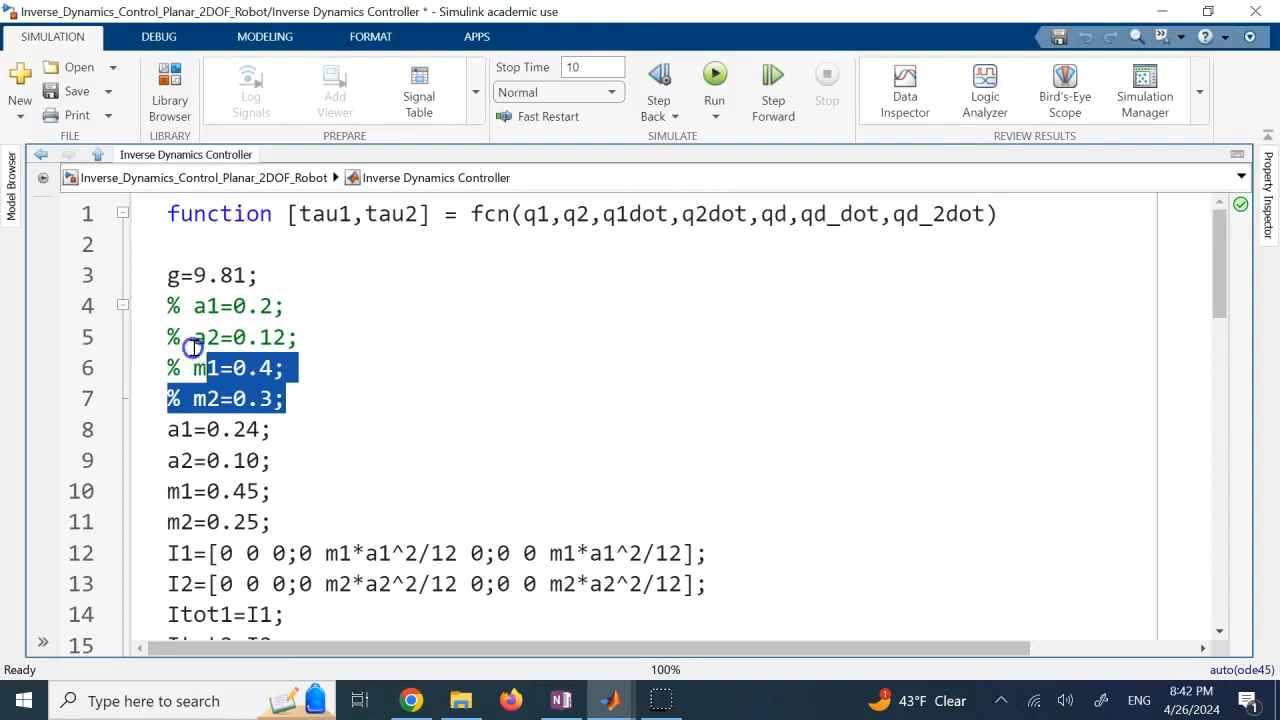 Inverse_Dynamics_Control_Planar_2DOF_Robot/Inverse Dynamics Controller * - Simulink academic use
SIMULATION DEBUG MODELING FORMAT APPS
New
Open
Save
Print
FILE
Library Browser
LIBRARY
Log Signals
Add Viewer
Signal Table
PREPARE
Stop Time 10
Normal
Fast Restart
Step Back
Run
Step Forward
Stop
SIMULATE
Data Inspector
Logic Analyzer
Bird's-Eye Scope
Simulation Manager
REVIEW RESULTS
Inverse Dynamics Controller
Inverse_Dynamics_Control_Planar_2DOF_Robot Inverse Dynamics Controller
Model Browser
Property Inspector
1 function [tau1,tau2] = fcn(q1,q2,q1dot,q2dot,qd,qd_dot,qd_2dot)
2
3 g=9.81;
4 % a1=0.2;
5 % a2=0.12;
6 % m1=0.4;
7 % m2=0.3;
8 a1=0.24;
9 a2=0.10;
10 m1=0.45;
11 m2=0.25;
12 I1=[0 0 0;0 m1*a1^2/12 0;0 0 m1*a1^2/12];
13 I2=[0 0 0;0 m2*a2^2/12 0;0 0 m2*a2^2/12];
14 Itot1=I1;
15
Ready 100% auto(ode45)
Type here to search
1
43°F Clear
ENG
8:42 PM
4/26/2024
1